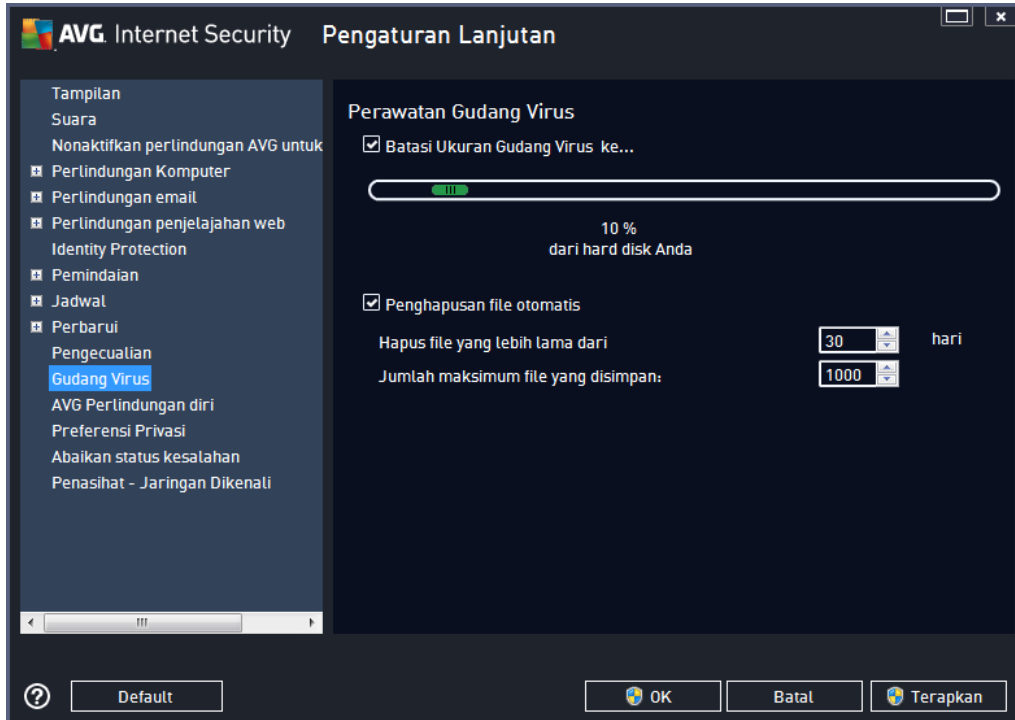 AVG. Internet Security Pengaturan Lanjutan
Tampilan
Suara
Nonaktifkan perlindungan AVG untuk
Perlindungan Komputer
Perlindungan email
Perlindungan penjelajahan web
Identity Protection
Pemindaian
Jadwal
Perbarui
Pengecualian
Gudang Virus
AVG Perlindungan diri
Preferensi Privasi
Abaikan status kesalahan
Penasihat - Jaringan Dikenali
Perawatan Gudang Virus
Batasi Ukuran Gudang Virus ke...
10 %
dari hard disk Anda
Penghapusan file otomatis
Hapus file yang lebih lama dari 30 hari
Jumlah maksimum file yang disimpan: 1000
? Default OK Batal Terapkan